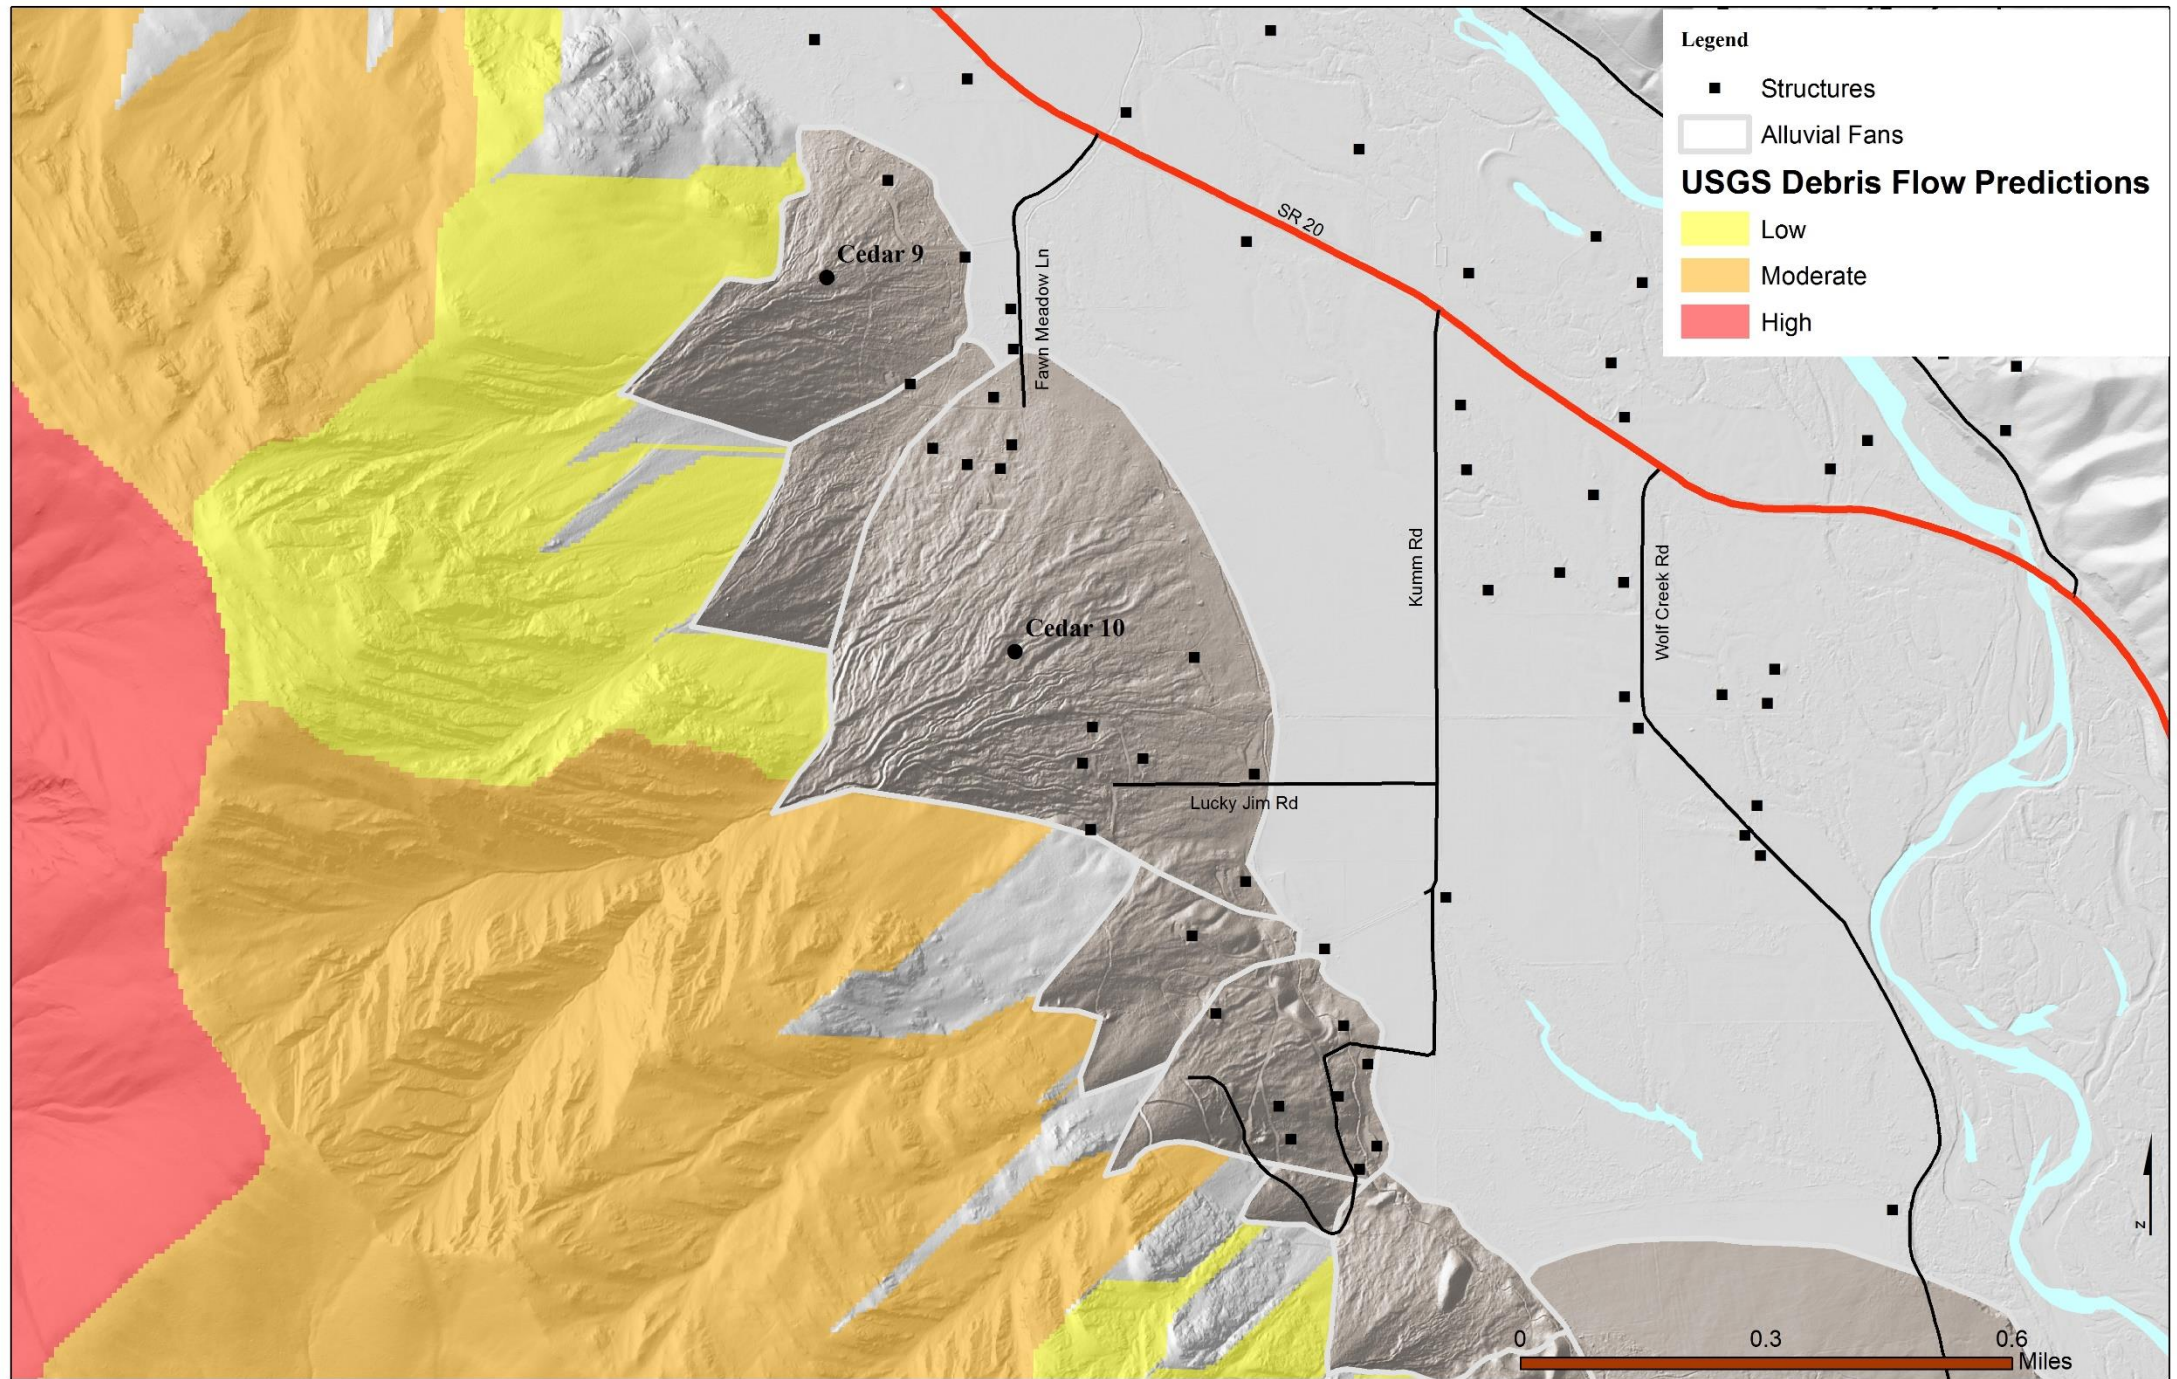 Legend
Structures
Alluvial Fans
USGS Debris Flow Predictions
Low
Moderate
High
SR 20
Cedar 9
Fawn Meadow Ln
Kumm Rd
Wolf Creek Rd
Cedar 10
Lucky Jim Rd
z
0 0.3 0.6
Miles